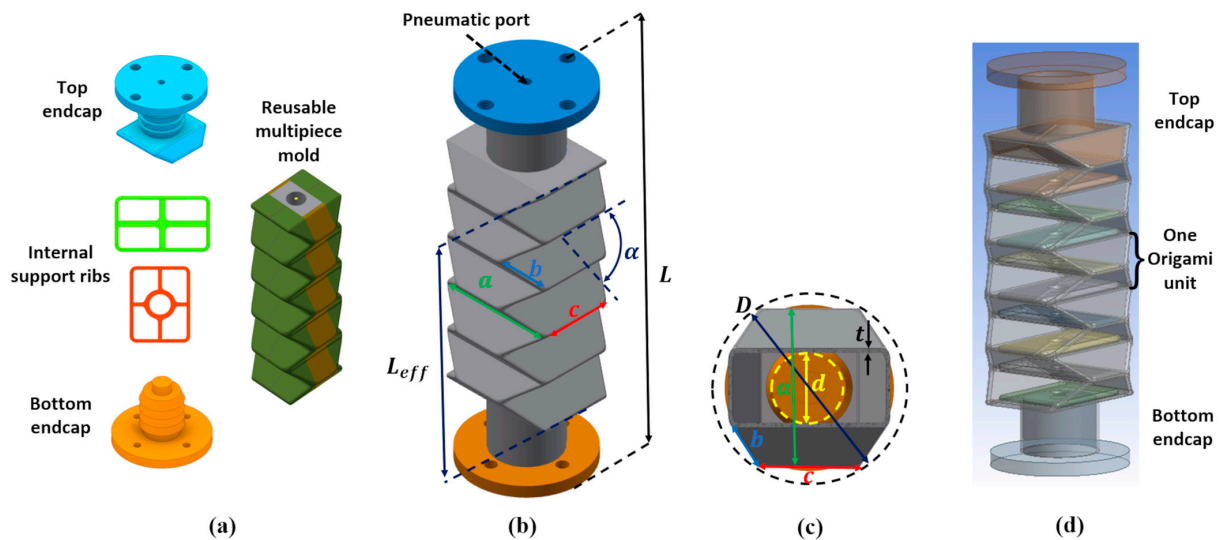 Top
endcap
Reusable
multipiece
mold
Internal
support ribs
Bottom
endcap
(a)
Pneumatic port
L
α
b
a
c
L_eff
(b)
D
t
d
a
b
c
(c)
Top
endcap
One
Origami
unit
Bottom
endcap
(d)